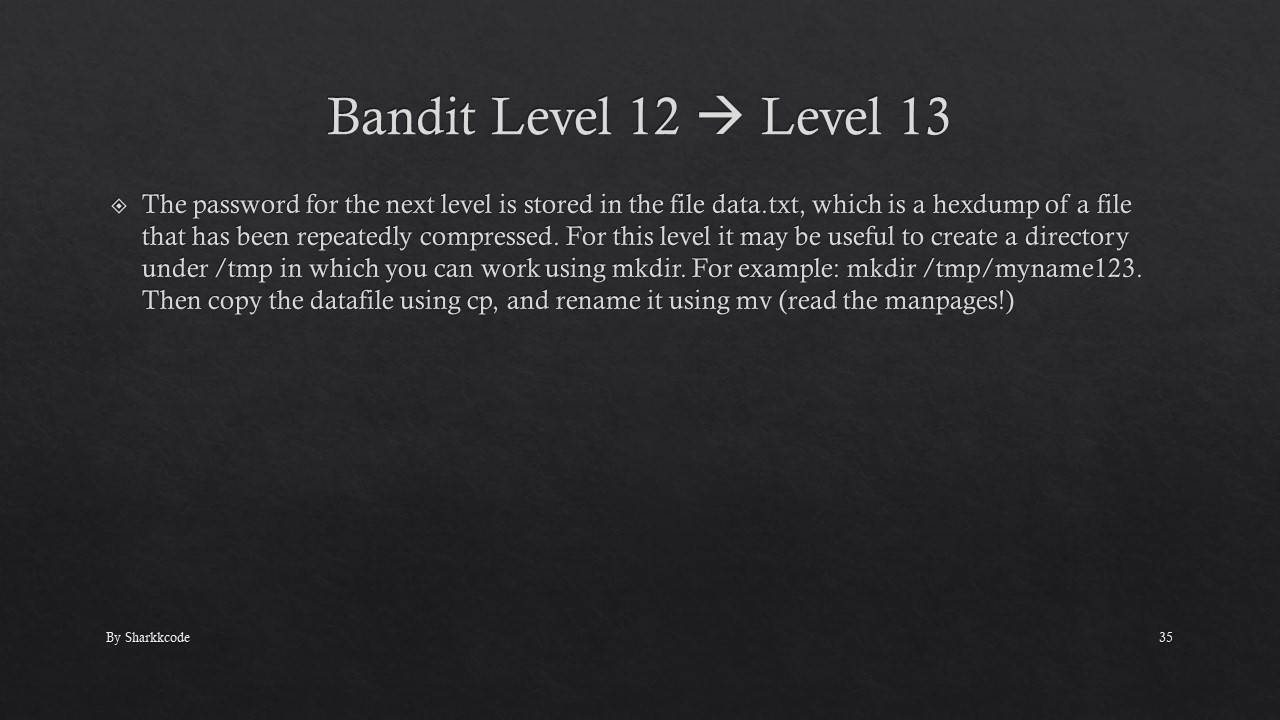 Bandit Level 12 → Level 13
The password for the next level is stored in the file data.txt, which is a hexdump of a file
that has been repeatedly compressed. For this level it may be useful to create a directory
under /tmp in which you can work using mkdir. For example: mkdir /tmp/myname123.
Then copy the datafile using cp, and rename it using mv (read the manpages!)
By Sharkkcode
35